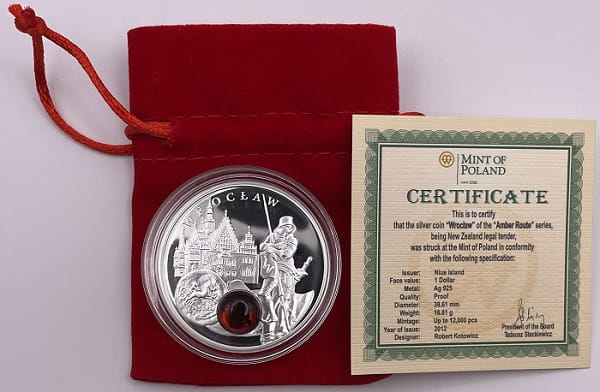 WROCŁAW
MINT OF
POLAND
CERTIFICATE
This is to certify
that the silver coin "Wrocław" of the "Amber Route" series,
being New Zealand legal tender,
was struck at the Mint of Poland in conformity
with the following specification:
Issuer: Niue Island
Face value: 1 Dollar
Metal: Ag 925
Quality: Proof
Diameter: 38.61 mm
Weight: 16.81 g
Mintage: Up to 12,000 pcs
Year of issue: 2012
Designer: Robert Kotowicz
President of the Board
Tadeusz Steckiewicz